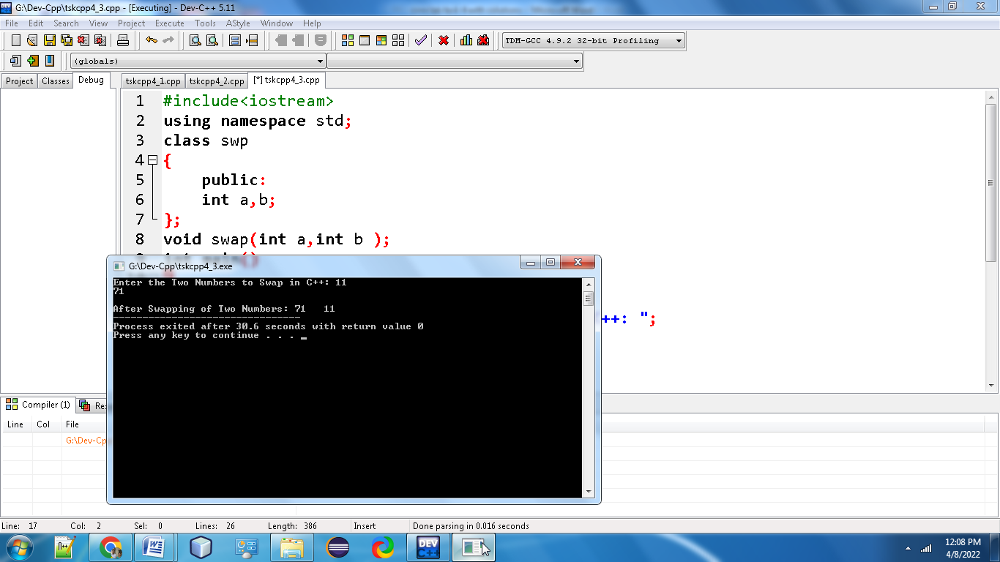 G:\Dev-Cpp\tskcpp4_3.cpp - [Executing] - Dev-C++ 5.11
File Edit Search View Project Execute Tools AStyle Window Help
TDM-GCC 4.9.2 32-bit Profiling
(globals)
Project Classes Debug
tskcpp4_1.cpp tskcpp4_2.cpp [*] tskcpp4_3.cpp
1 #include<iostream>
2 using namespace std;
3 class swp
4 {
5 public:
6 int a,b;
7 };
8 void swap(int a,int b );
G:\Dev-Cpp\tskcpp4_3.exe
Enter the Two Numbers to Swap in C++: 11
71
After Swapping of Two Numbers: 71 11
--------------------------------
Process exited after 30.6 seconds with return value 0
Press any key to continue . . .
++: ";
Compiler (1) Res
Line Col File
G:\Dev-Cp
Line: 17 Col: 2 Sel: 0 Lines: 26 Length: 386 Insert Done parsing in 0.016 seconds
n++
W
DEV
C++
12:08 PM
4/8/2022